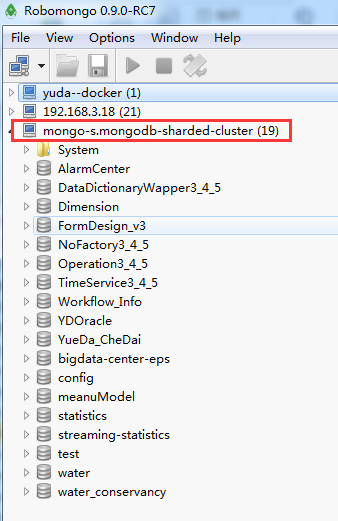 Robomongo 0.9.0-RC7
File View Options Window Help
yuda--docker (1)
192.168.3.18 (21)
mongo-s.mongodb-sharded-cluster (19)
System
AlarmCenter
DataDictionaryWapper3_4_5
Dimension
FormDesign_v3
NoFactory3_4_5
Operation3_4_5
TimeService3_4_5
Workflow_Info
YDOracle
YueDa_CheDai
bigdata-center-eps
config
meanuModel
statistics
streaming-statistics
test
water
water_conservancy